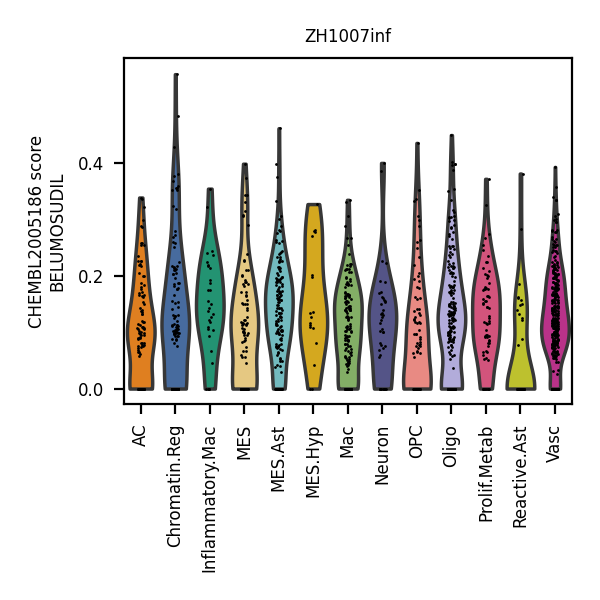 ZH1007inf
CHEMBL2005186 score
BELUMOSUDIL
0.4
0.2
0.0
AC
Chromatin.Reg
Inflammatory.Mac
MES
MES.Ast
MES.Hyp
Mac
Neuron
OPC
Oligo
Prolif.Metab
Reactive.Ast
Vasc